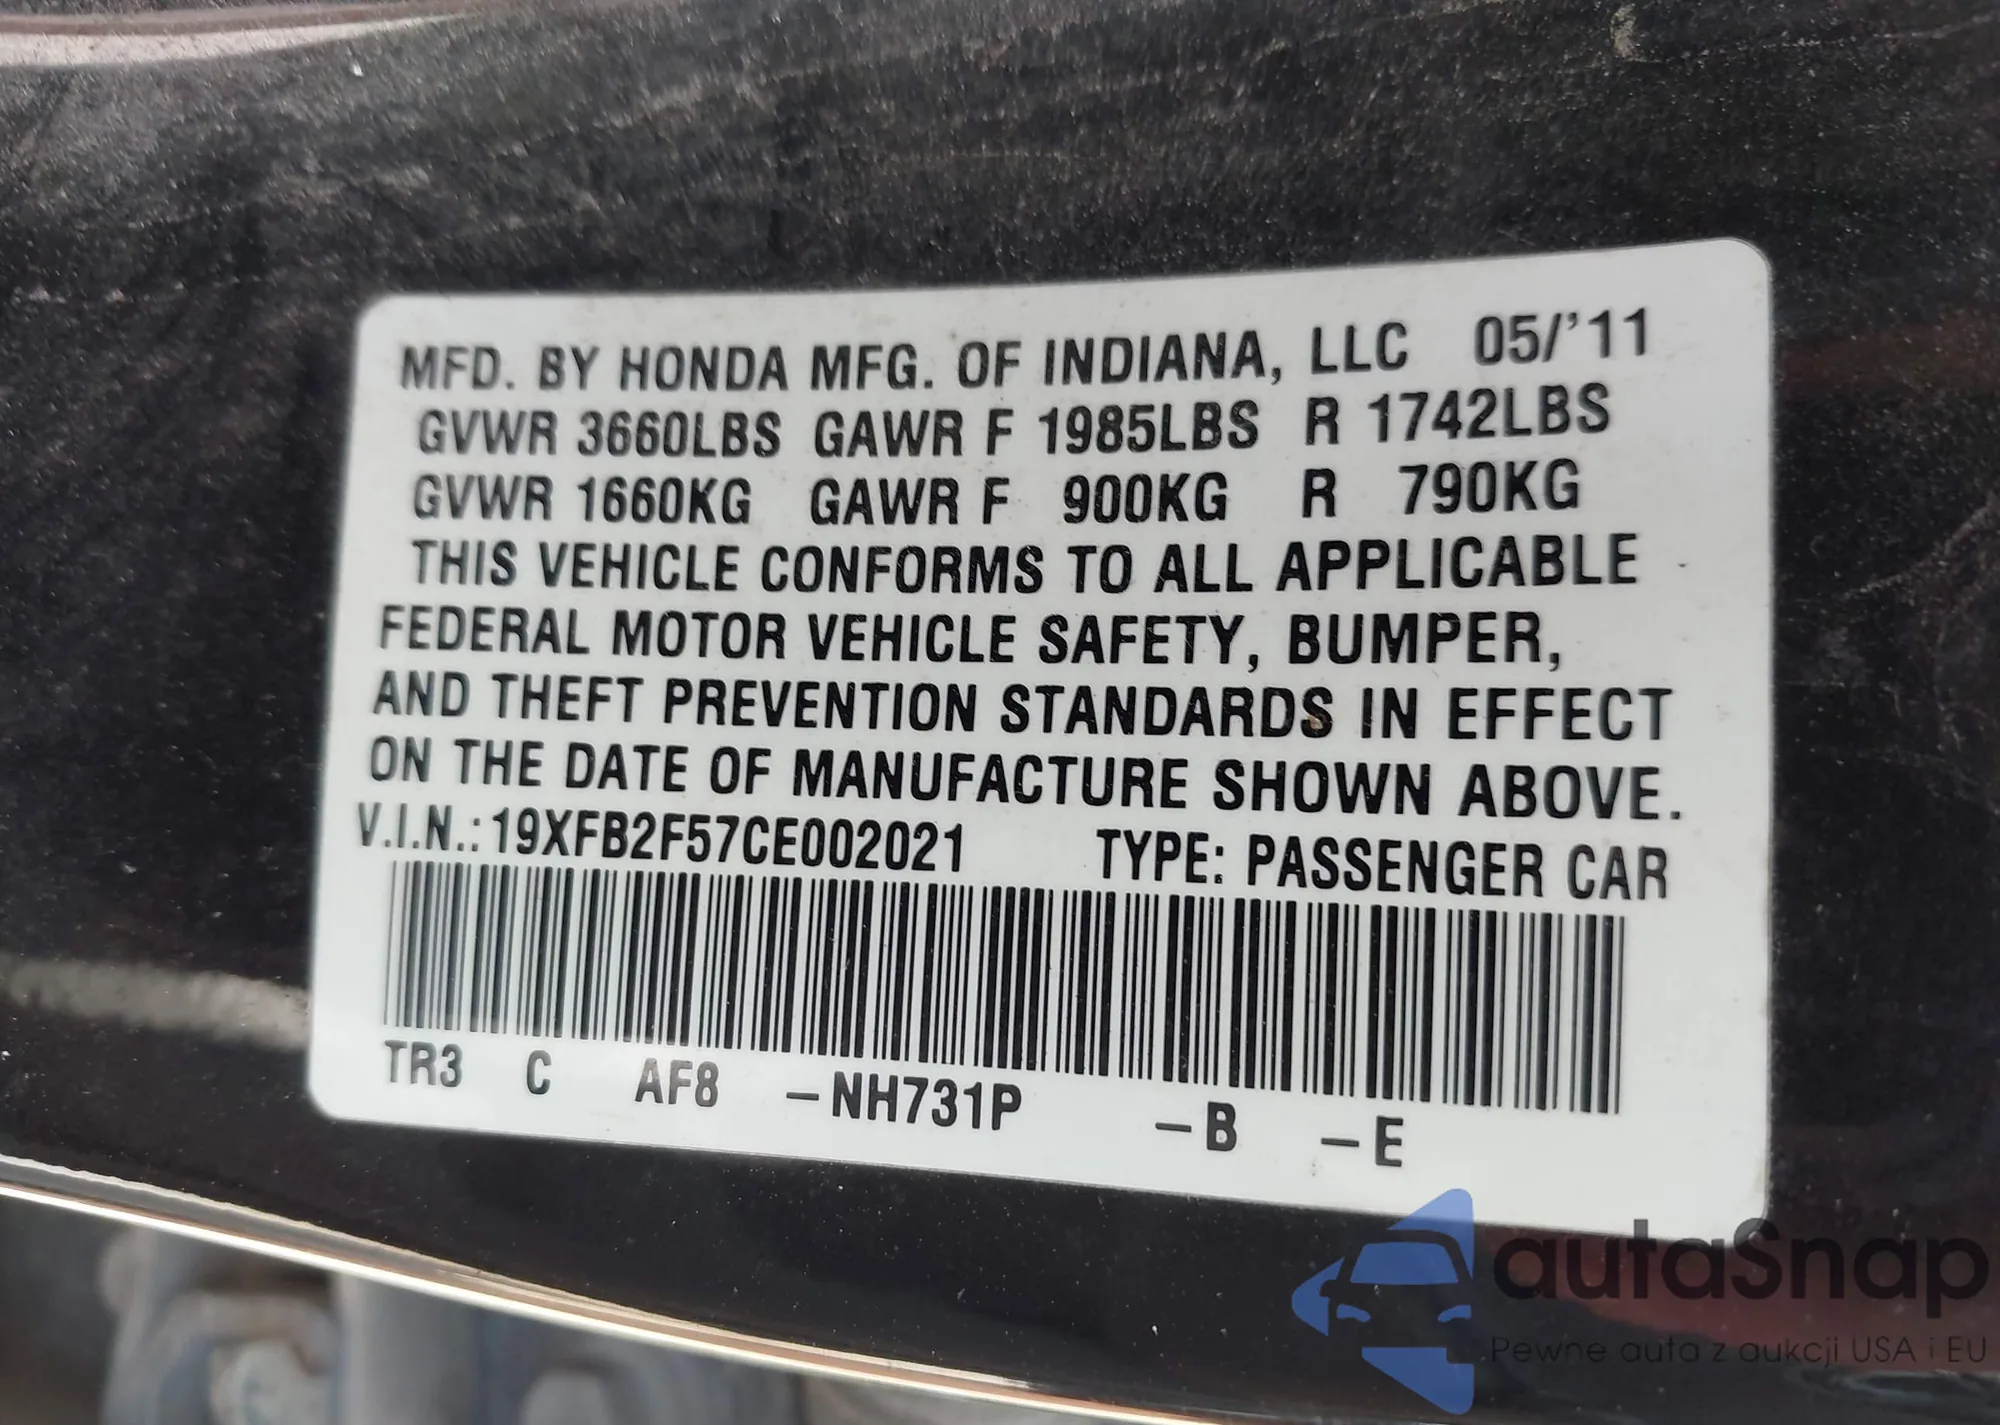 MFD. BY HONDA MFG. OF INDIANA, LLC 05/'11
GVWR 3660LBS GAWR F 1985LBS R 1742LBS
GVWR 1660KG GAWR F 900KG R 790KG
THIS VEHICLE CONFORMS TO ALL APPLICABLE
FEDERAL MOTOR VEHICLE SAFETY, BUMPER,
AND THEFT PREVENTION STANDARDS IN EFFECT
ON THE DATE OF MANUFACTURE SHOWN ABOVE.
V.I.N.: 19XFB2F57CE002021 TYPE: PASSENGER CAR
TR3 C AF8 –NH731P –B –E
autaSnap
Pewne auta z aukcji USA i EU